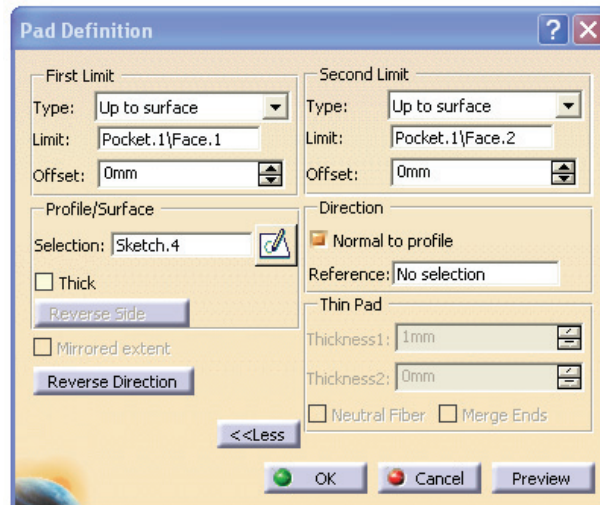 Pad Definition
First Limit
Type: Up to surface
Limit: Pocket.1\Face.1
Offset: 0mm
Second Limit
Type: Up to surface
Limit: Pocket.1\Face.2
Offset: 0mm
Profile/Surface
Selection: Sketch.4
Thick
Reverse Side
Mirrored extent
Reverse Direction
Direction
Normal to profile
Reference: No selection
Thin Pad
Thickness1: 1mm
Thickness2: 0mm
Neutral Fiber Merge Ends
<<Less
OK Cancel Preview